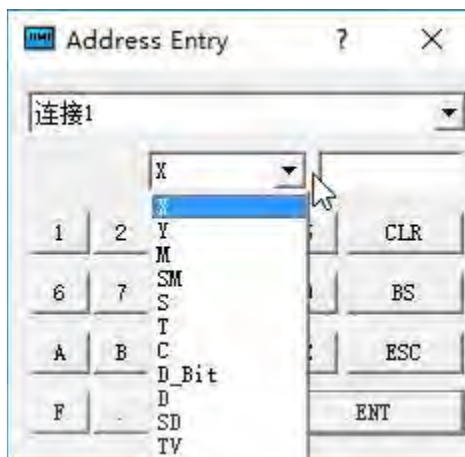 Address Entry ? ×
连接1
X
X
Y
M
SM
S
T
C
D_Bit
D
SD
TV
1 2 CLR
6 7 BS
A B ESC
F . ENT